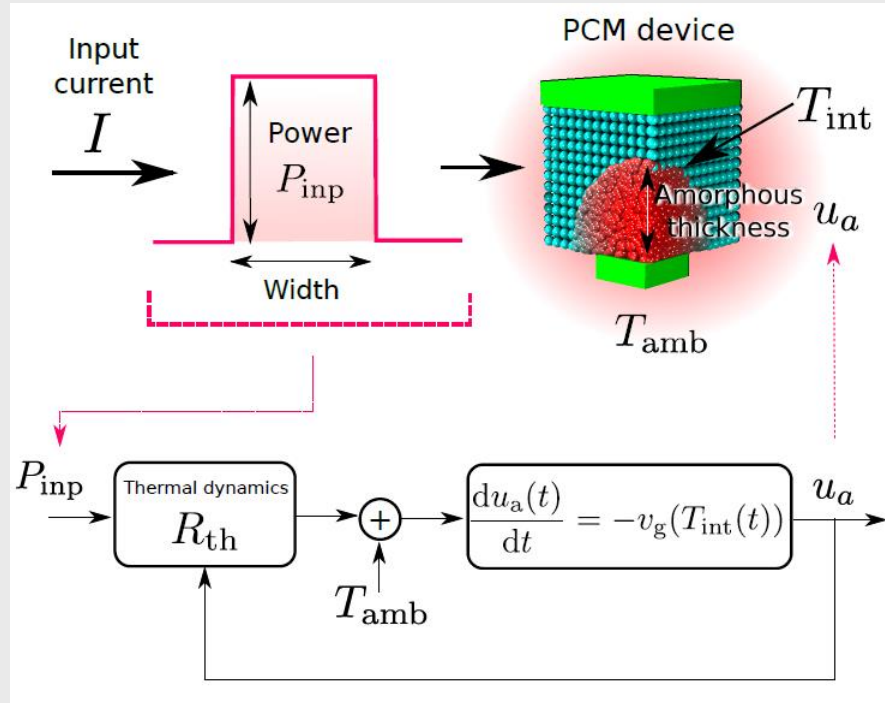 Input
current
I
Power
P_inp
Width
PCM device
T_int
Amorphous
thickness
u_a
T_amb
P_inp
Thermal dynamics
R_th
+
T_amb
du_a(t)/dt = −v_g(T_int(t))
u_a